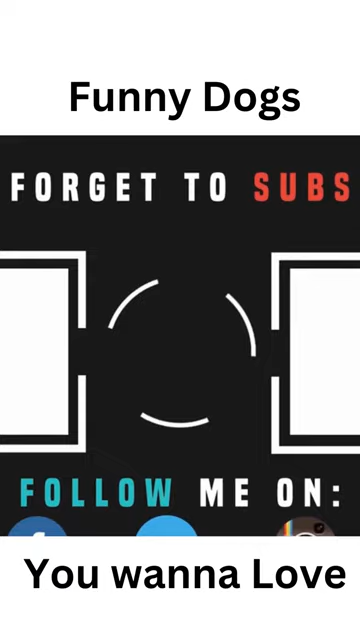 Funny Dogs
FORGET TO SUBS
FOLLOW ME ON:
You wanna Love